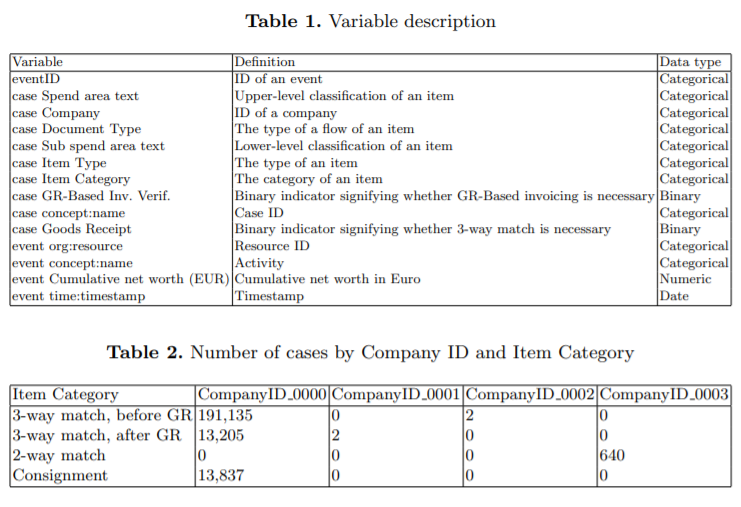 Table 1. Variable description
Variable Definition Data type
eventID ID of an event Categorical
case Spend area text Upper-level classification of an item Categorical
case Company ID of a company Categorical
case Document Type The type of a flow of an item Categorical
case Sub spend area text Lower-level classification of an item Categorical
case Item Type The type of an item Categorical
case Item Category The category of an item Categorical
case GR-Based Inv. Verif. Binary indicator signifying whether GR-Based invoicing is necessary Binary
case concept:name Case ID Categorical
case Goods Receipt Binary indicator signifying whether 3-way match is necessary Binary
event org:resource Resource ID Categorical
event concept:name Activity Categorical
event Cumulative net worth (EUR) Cumulative net worth in Euro Numeric
event time:timestamp Timestamp Date
Table 2. Number of cases by Company ID and Item Category
Item Category CompanyID_0000 CompanyID_0001 CompanyID_0002 CompanyID_0003
3-way match, before GR 191,135 0 2 0
3-way match, after GR 13,205 2 0 0
2-way match 0 0 0 640
Consignment 13,837 0 0 0